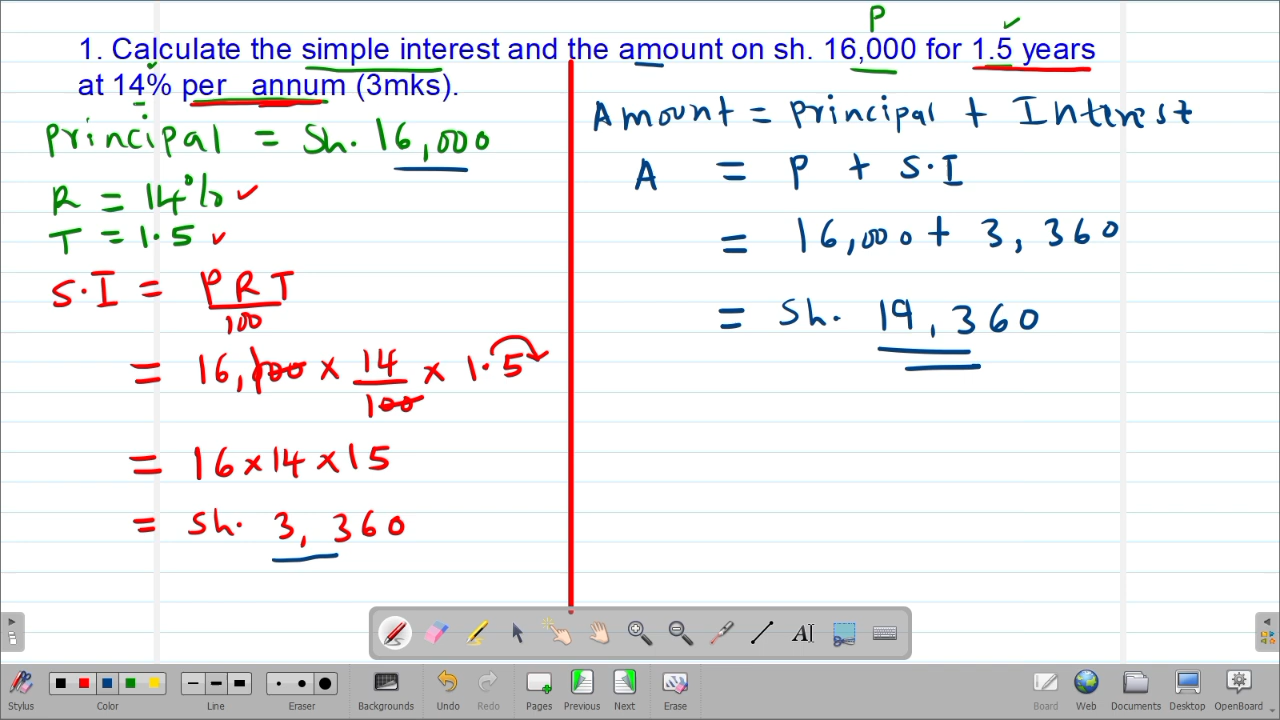 P
1. Calculate the simple interest and the amount on sh. 16,000 for 1.5 years
at 14% per annum (3mks).
Principal = Sh. 16,000
R = 14%
T = 1.5
S.I = PRT
100
= 16,000 × 14 × 1.5
100
= 16×14×15
= Sh. 3,360
Amount = Principal + Interest
A = P + S.I
= 16,000 + 3,360
= Sh. 19,360
AI
Stylus Color Line Eraser Backgrounds Undo Redo Pages Previous Next Erase Board Web Documents Desktop OpenBoard